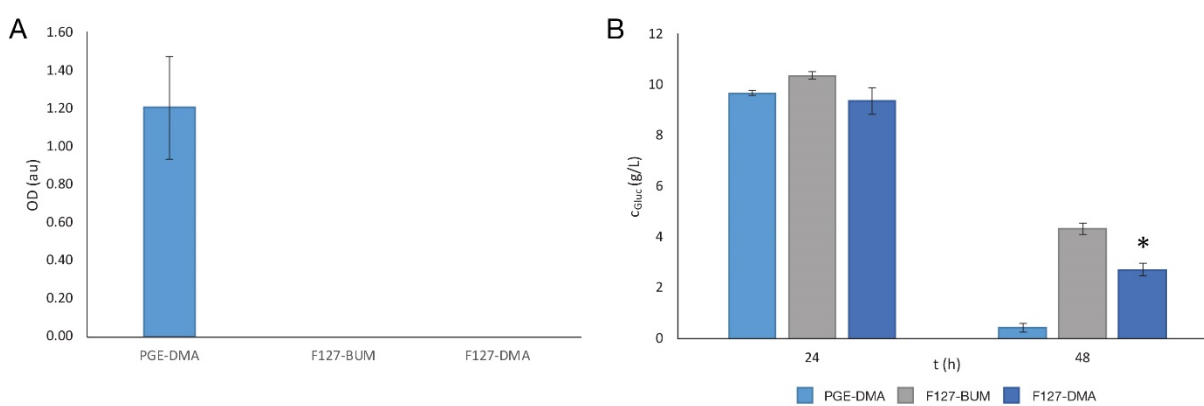 A
OD (au)
1.60
1.40
1.20
1.00
0.80
0.60
0.40
0.20
0.00
PGE-DMA F127-BUM F127-DMA
B
cGluc (g/L)
12
10
8
6
4
2
0
*
24 t (h) 48
PGE-DMA F127-BUM F127-DMA